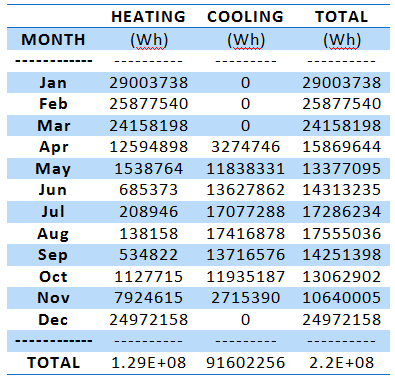 HEATING COOLING TOTAL
MONTH (Wh) (Wh) (Wh)
------------ ---------- --------- ----------
Jan 29003738 0 29003738
Feb 25877540 0 25877540
Mar 24158198 0 24158198
Apr 12594898 3274746 15869644
May 1538764 11838331 13377095
Jun 685373 13627862 14313235
Jul 208946 17077288 17286234
Aug 138158 17416878 17555036
Sep 534822 13716576 14251398
Oct 1127715 11935187 13062902
Nov 7924615 2715390 10640005
Dec 24972158 0 24972158
------------ ---------- --------- ----------
TOTAL 1.29E+08 91602256 2.2E+08